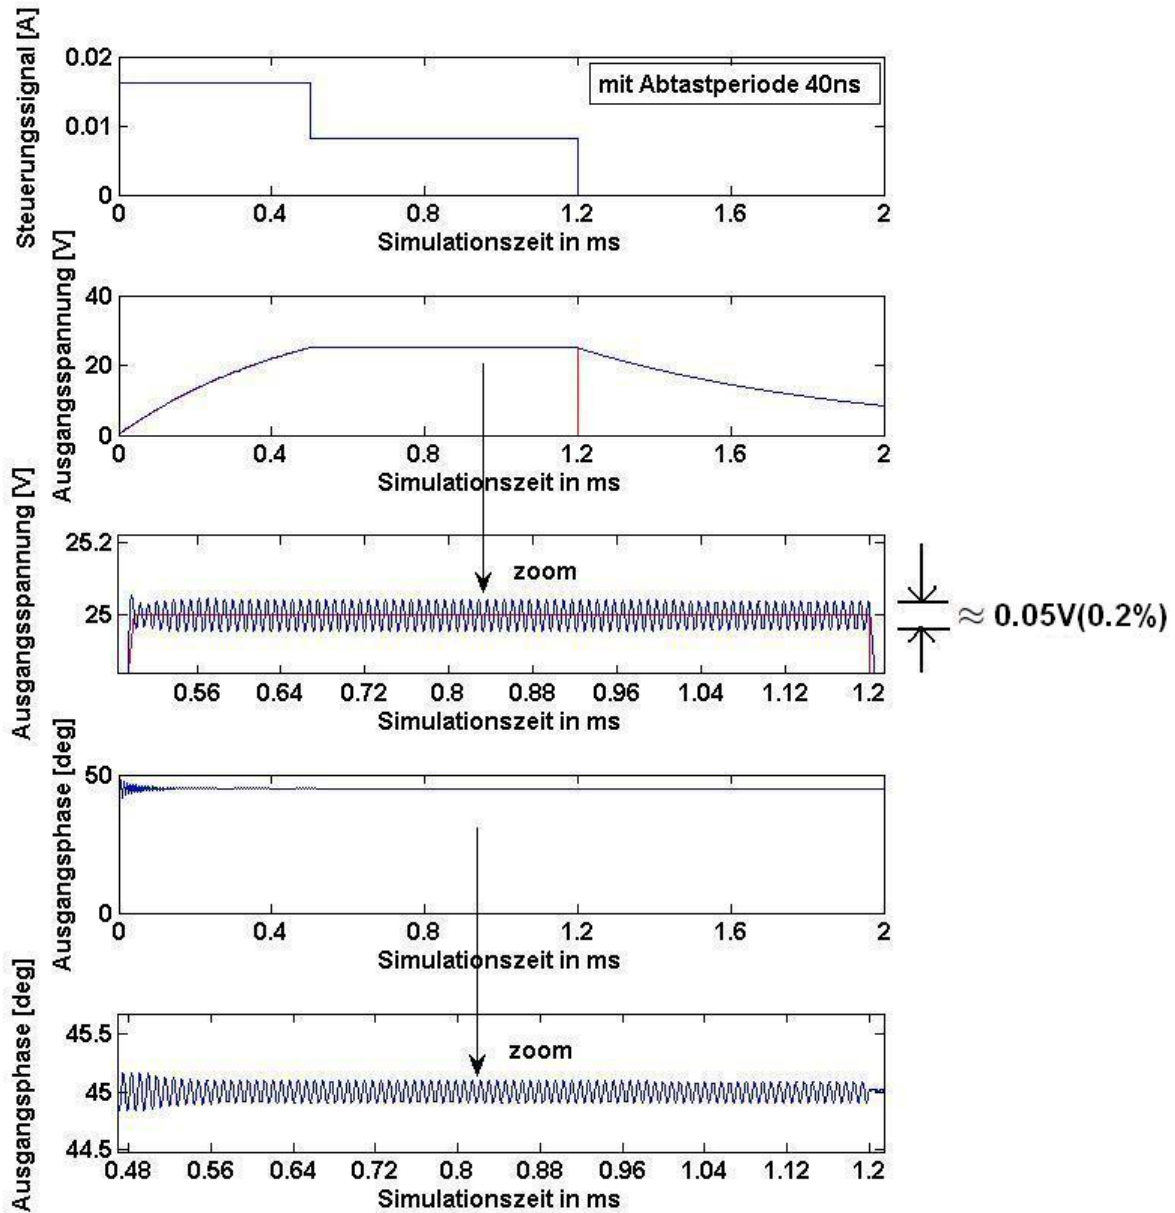 Steuerungssignal [A]
0.02
0.01
0
mit Abtastperiode 40ns
0 0.4 0.8 1.2 1.6 2
Simulationszeit in ms
Ausgangsspannung [V]
40
20
0
0 0.4 0.8 1.2 1.6 2
Simulationszeit in ms
Ausgangsspannung [V]
25.2
25
zoom
≈ 0.05V(0.2%)
0.56 0.64 0.72 0.8 0.88 0.96 1.04 1.12 1.2
Simulationszeit in ms
Ausgangsphase [deg]
50
0
0 0.4 0.8 1.2 1.6 2
Simulationszeit in ms
Ausgangsphase [deg]
45.5
45
44.5
zoom
0.48 0.56 0.64 0.72 0.8 0.88 0.96 1.04 1.12 1.2
Simulationszeit in ms